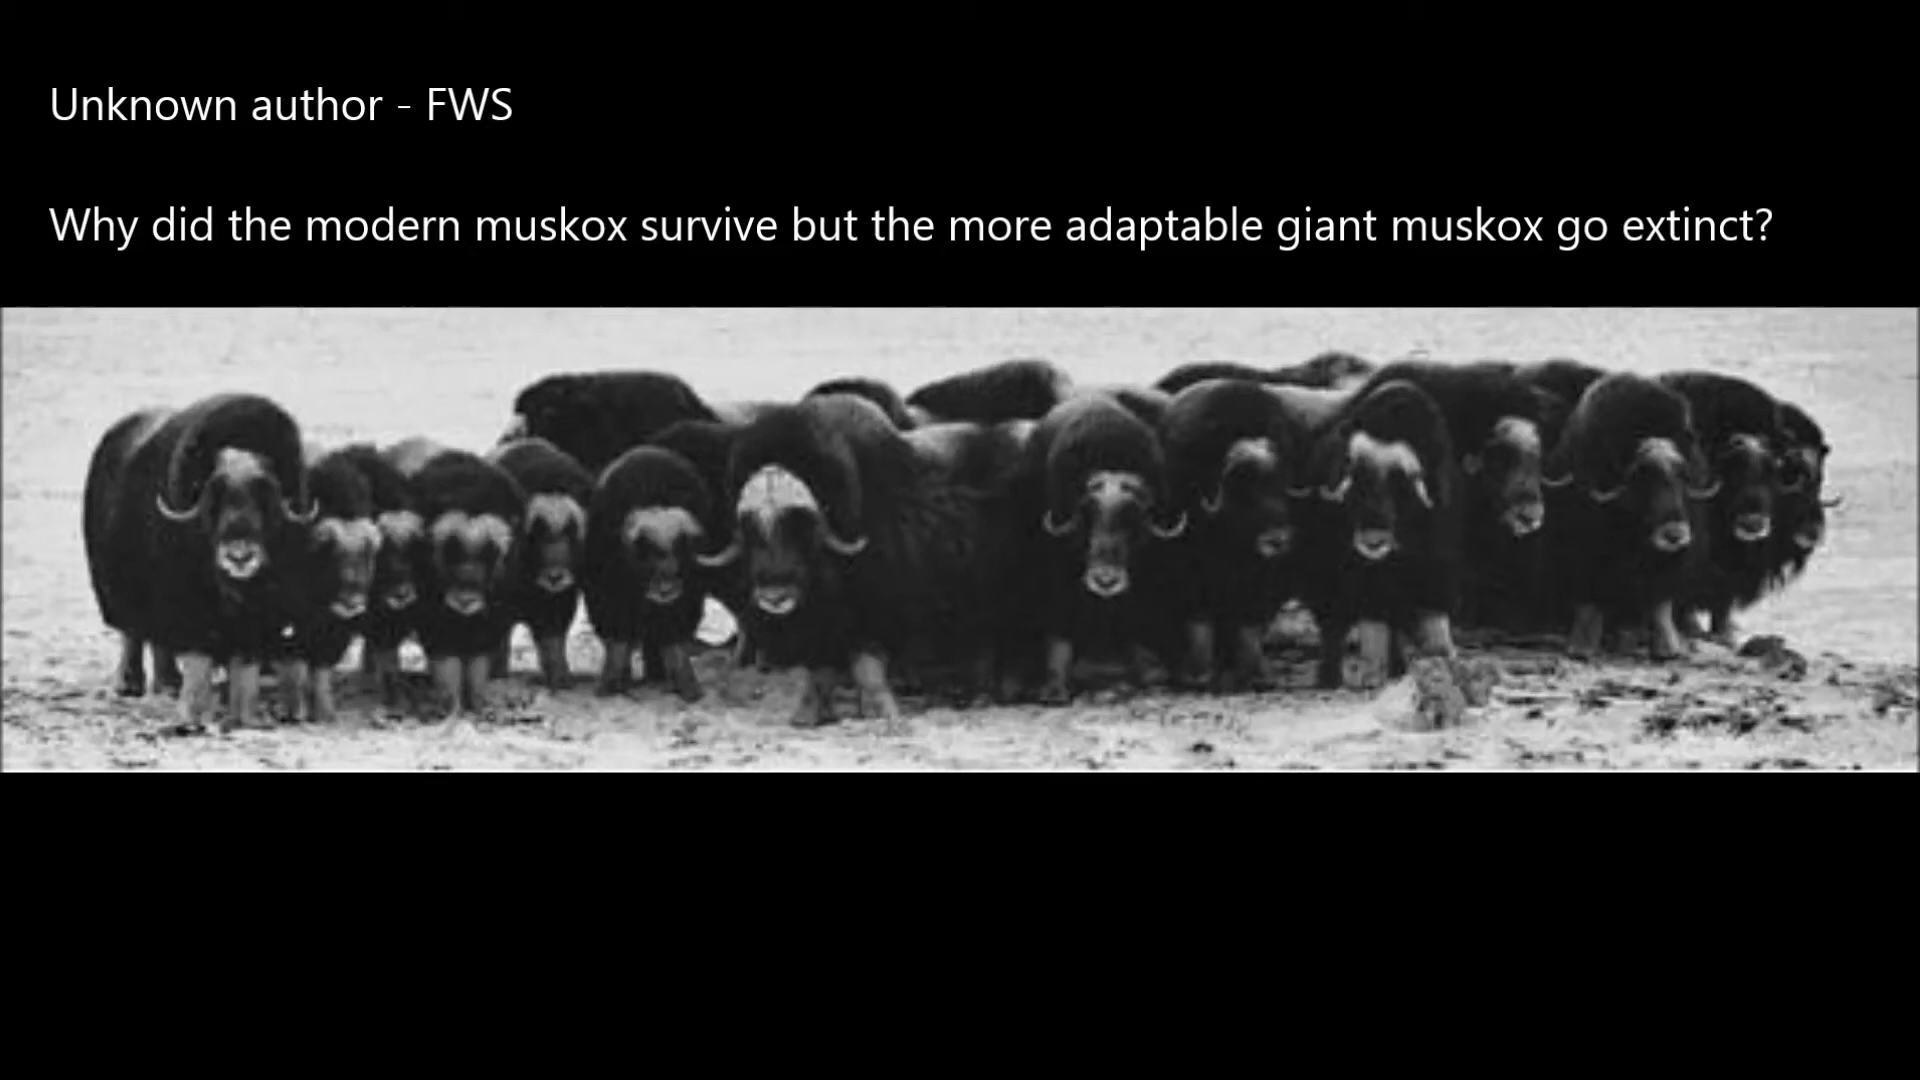 Unknown author - FWS
Why did the modern muskox survive but the more adaptable giant muskox go extinct?